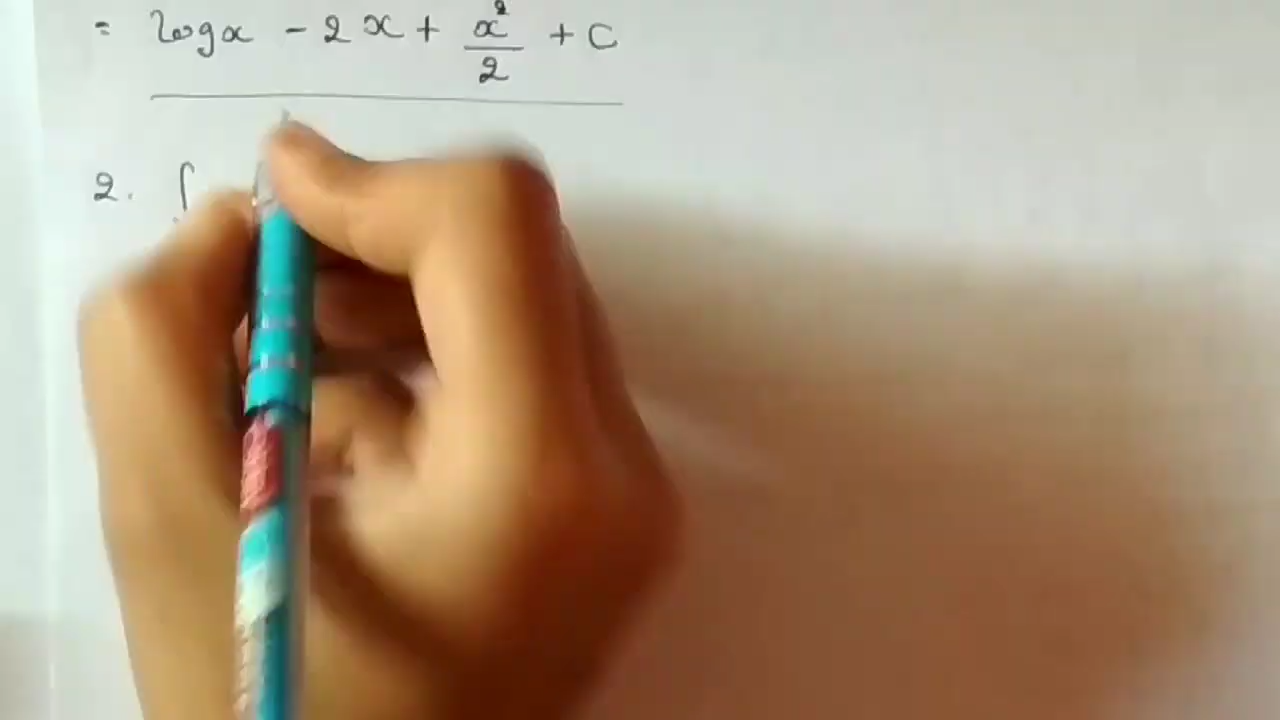 = log x - 2x + x²/2 + c
2. ∫